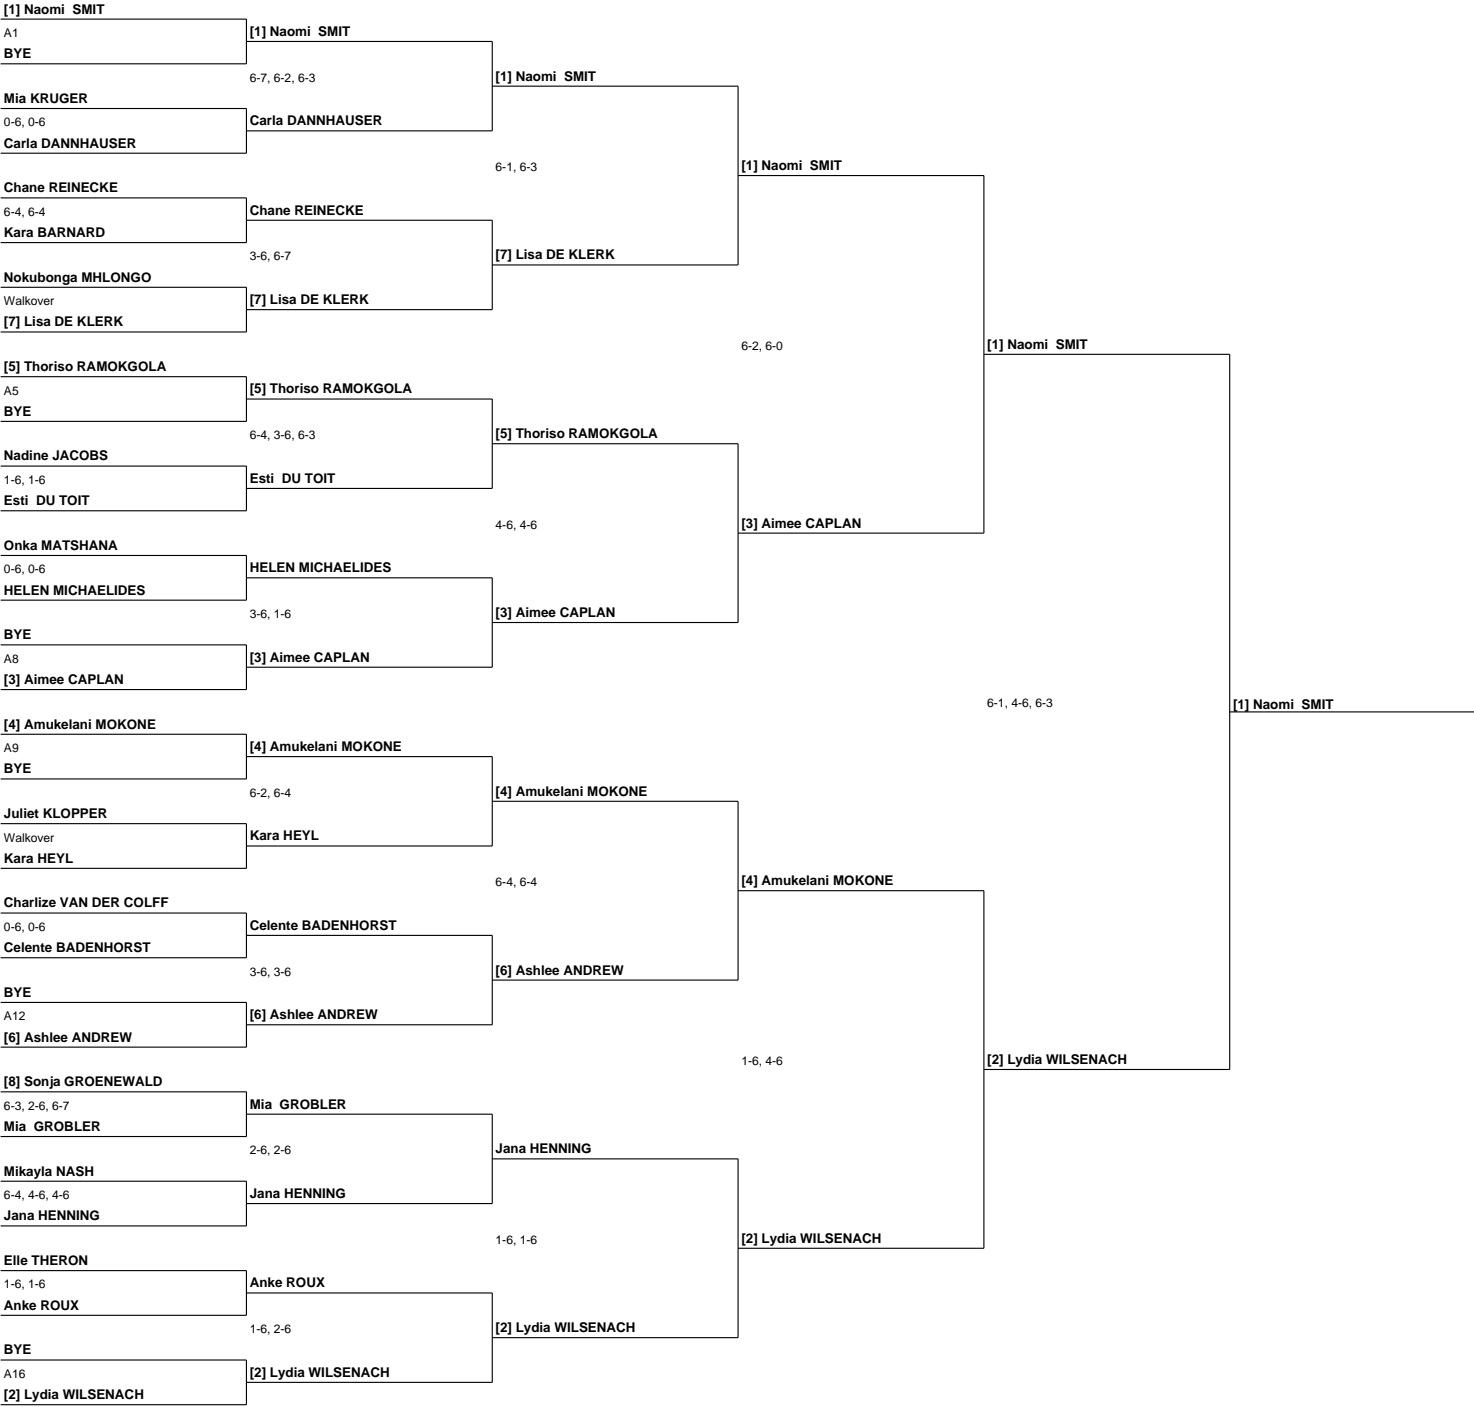 [1] Naomi  SMIT
A1
BYE
[1] Naomi  SMIT
6-7, 6-2, 6-3
[1] Naomi  SMIT
Mia KRUGER
0-6, 0-6
Carla DANNHAUSER
Carla DANNHAUSER
6-1, 6-3
[1] Naomi  SMIT
Chane REINECKE
6-4, 6-4
Kara BARNARD
Chane REINECKE
3-6, 6-7
[7] Lisa DE KLERK
Nokubonga MHLONGO
Walkover
[7] Lisa DE KLERK
[7] Lisa DE KLERK
6-2, 6-0
[1] Naomi  SMIT
[5] Thoriso RAMOKGOLA
A5
BYE
[5] Thoriso RAMOKGOLA
6-4, 3-6, 6-3
[5] Thoriso RAMOKGOLA
Nadine JACOBS
1-6, 1-6
Esti  DU TOIT
Esti  DU TOIT
4-6, 4-6
[3] Aimee CAPLAN
Onka MATSHANA
0-6, 0-6
HELEN MICHAELIDES
HELEN MICHAELIDES
3-6, 1-6
[3] Aimee CAPLAN
BYE
A8
[3] Aimee CAPLAN
[3] Aimee CAPLAN
6-1, 4-6, 6-3
[1] Naomi  SMIT
[4] Amukelani MOKONE
A9
BYE
[4] Amukelani MOKONE
6-2, 6-4
[4] Amukelani MOKONE
Juliet KLOPPER
Walkover
Kara HEYL
Kara HEYL
6-4, 6-4
[4] Amukelani MOKONE
Charlize VAN DER COLFF
0-6, 0-6
Celente BADENHORST
Celente BADENHORST
3-6, 3-6
[6] Ashlee ANDREW
BYE
A12
[6] Ashlee ANDREW
[6] Ashlee ANDREW
1-6, 4-6
[2] Lydia WILSENACH
[8] Sonja GROENEWALD
6-3, 2-6, 6-7
Mia  GROBLER
Mia  GROBLER
2-6, 2-6
Jana HENNING
Mikayla NASH
6-4, 4-6, 4-6
Jana HENNING
Jana HENNING
1-6, 1-6
[2] Lydia WILSENACH
Elle THERON
1-6, 1-6
Anke ROUX
Anke ROUX
1-6, 2-6
[2] Lydia WILSENACH
BYE
A16
[2] Lydia WILSENACH
[2] Lydia WILSENACH